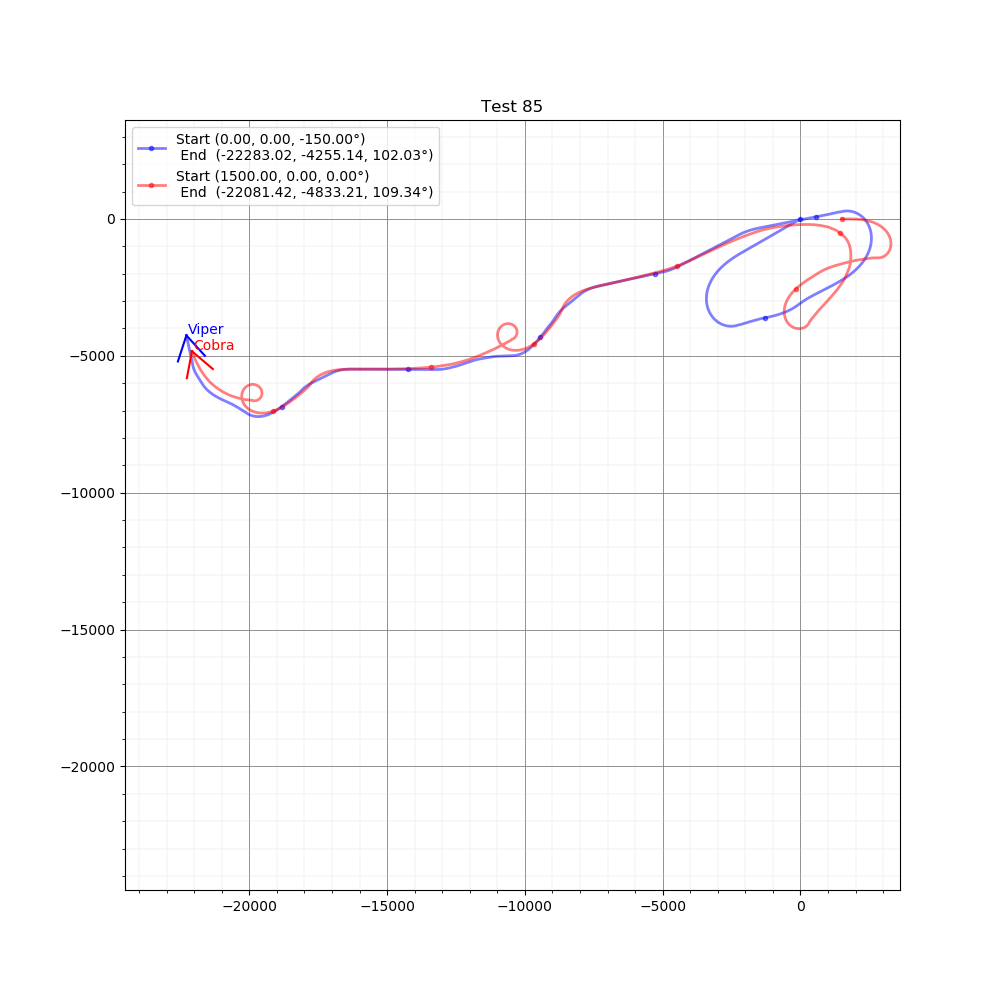 Test 85
Start (0.00, 0.00, -150.00°)
End  (-22283.02, -4255.14, 102.03°)
Start (1500.00, 0.00, 0.00°)
End  (-22081.42, -4833.21, 109.34°)
0
−5000
−10000
−15000
−20000
Viper
Cobra
−20000 −15000 −10000 −5000 0